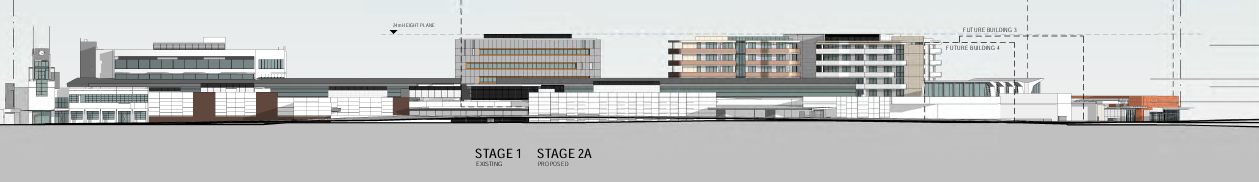 24m HEIGHT PLANE
FUTURE BUILDING 3
FUTURE BUILDING 4
STAGE 1 STAGE 2A
EXISTING PROPOSED